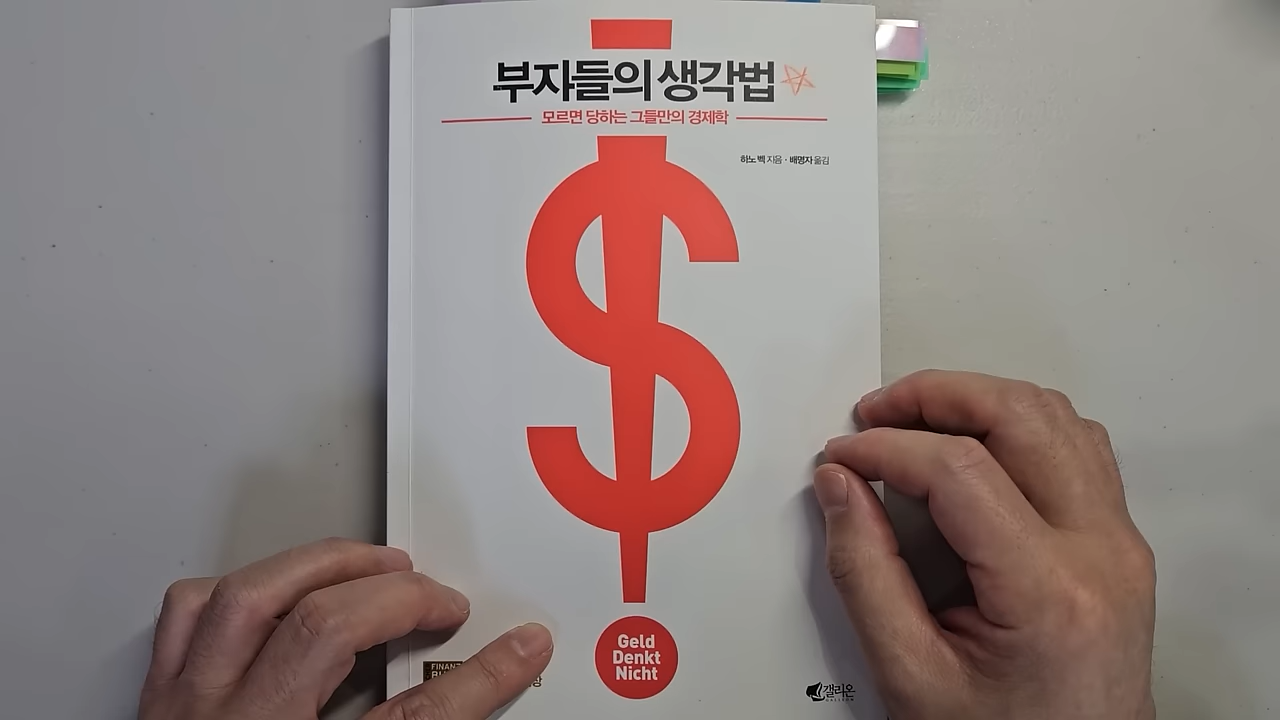 부자들의 생각법
모르면 당하는 그들만의 경제학
하노 벡 지음 · 배명자 옮김
Geld
Denkt
Nicht
갤리온